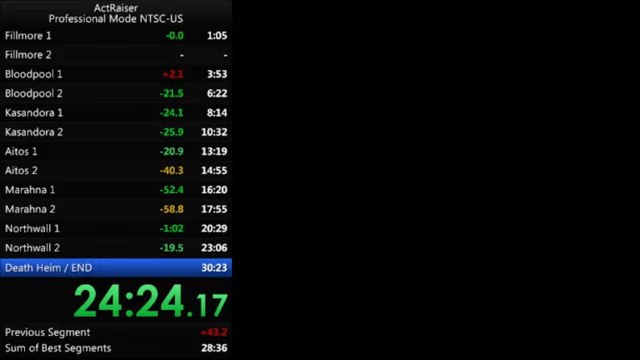 ActRaiser
Professional Mode NTSC-US
Fillmore 1 -0.0 1:05
Fillmore 2 - -
Bloodpool 1 +2.1 3:53
Bloodpool 2 -21.5 6:22
Kasandora 1 -24.1 8:14
Kasandora 2 -25.9 10:32
Aitos 1 -20.9 13:19
Aitos 2 -40.3 14:55
Marahna 1 -52.4 16:20
Marahna 2 -58.8 17:55
Northwall 1 -1:02 20:29
Northwall 2 -19.5 23:06
Death Heim / END 30:23
24:24.17
Previous Segment +43.2
Sum of Best Segments 28:36